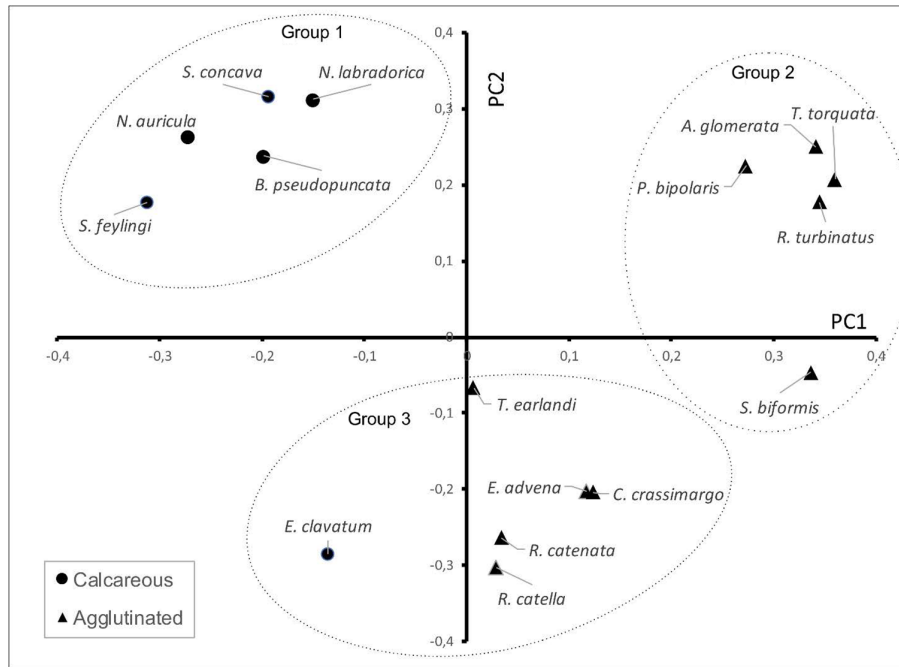 Group 1
0,4
PC2
S. concava
N. labradorica
N. auricula
B. pseudopuncata
S. feylingi
Group 2
T. torquata
A. glomerata
P. bipolaris
R. turbinatus
0,3
0,2
0,1
0
PC1
-0,4
-0,3
-0,2
-0,1
0
0,1
0,2
0,3
0,4
S. biformis
-0,1
T. earlandi
Group 3
-0,2
E. advena
C. crassimargo
E. clavatum
R. catenata
-0,3
R. catella
-0,4
Calcareous
Agglutinated